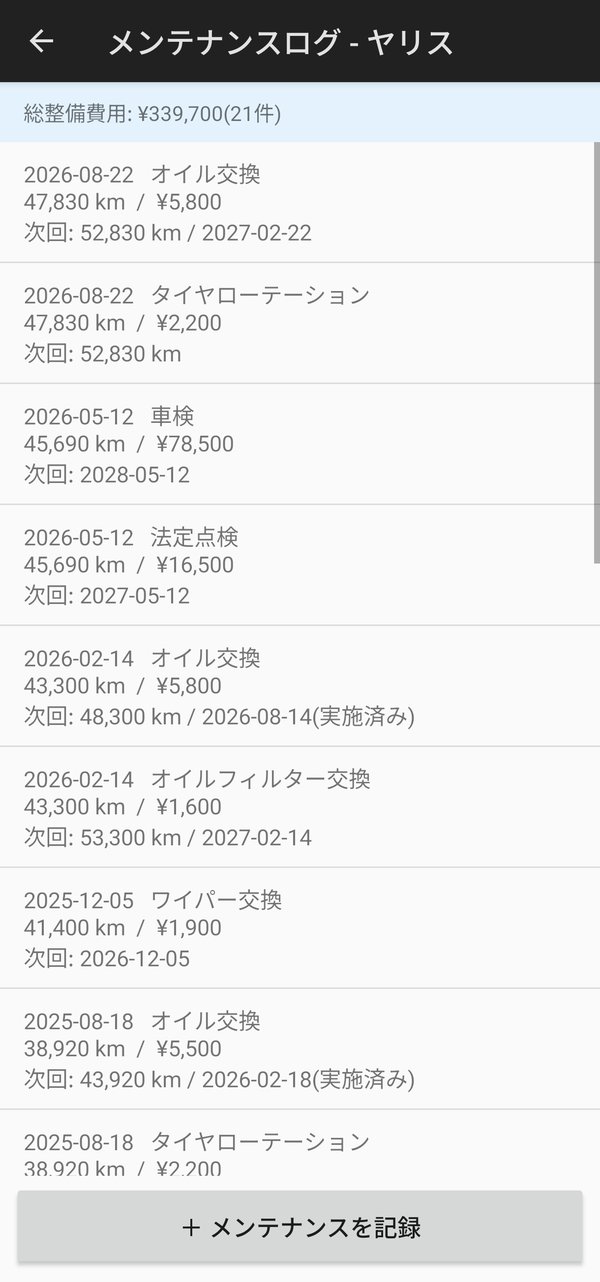 メンテナンスログ - ヤリス
総整備費用: ¥339,700(21件)
2026-08-22 オイル交換
47,830 km / ¥5,800
次回: 52,830 km / 2027-02-22
2026-08-22 タイヤローテーション
47,830 km / ¥2,200
次回: 52,830 km
2026-05-12 車検
45,690 km / ¥78,500
次回: 2028-05-12
2026-05-12 法定点検
45,690 km / ¥16,500
次回: 2027-05-12
2026-02-14 オイル交換
43,300 km / ¥5,800
次回: 48,300 km / 2026-08-14(実施済み)
2026-02-14 オイルフィルター交換
43,300 km / ¥1,600
次回: 53,300 km / 2027-02-14
2025-12-05 ワイパー交換
41,400 km / ¥1,900
次回: 2026-12-05
2025-08-18 オイル交換
38,920 km / ¥5,500
次回: 43,920 km / 2026-02-18(実施済み)
2025-08-18 タイヤローテーション
38,920 km / ¥2,200
＋ メンテナンスを記録